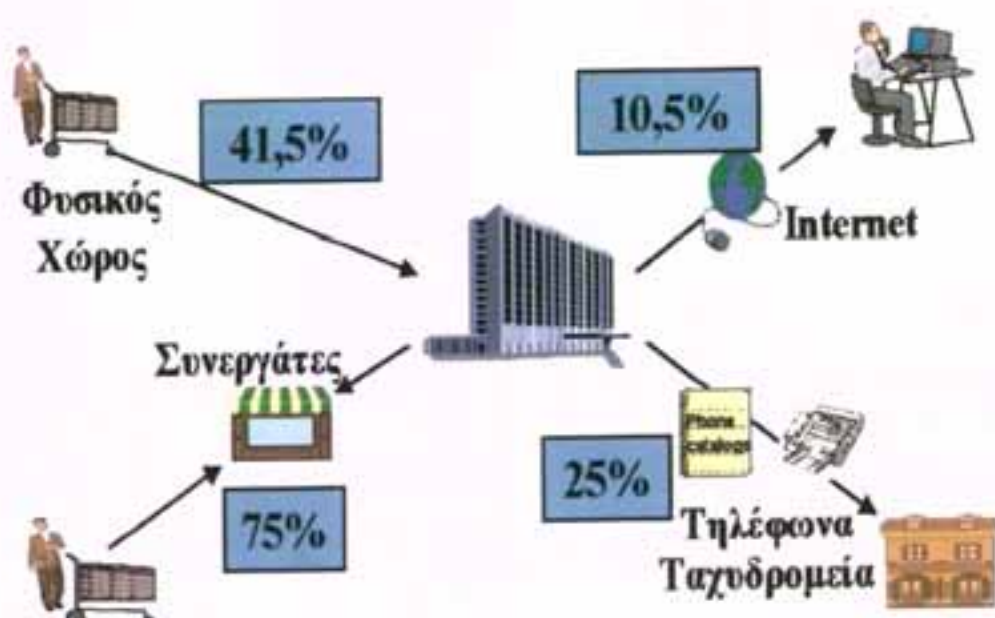 41,5%
10,5%
Φυσικός
Χώρος
Internet
Συνεργάτες
Phone
catalogs
25%
75%
Τηλέφωνα
Ταχυδρομεία